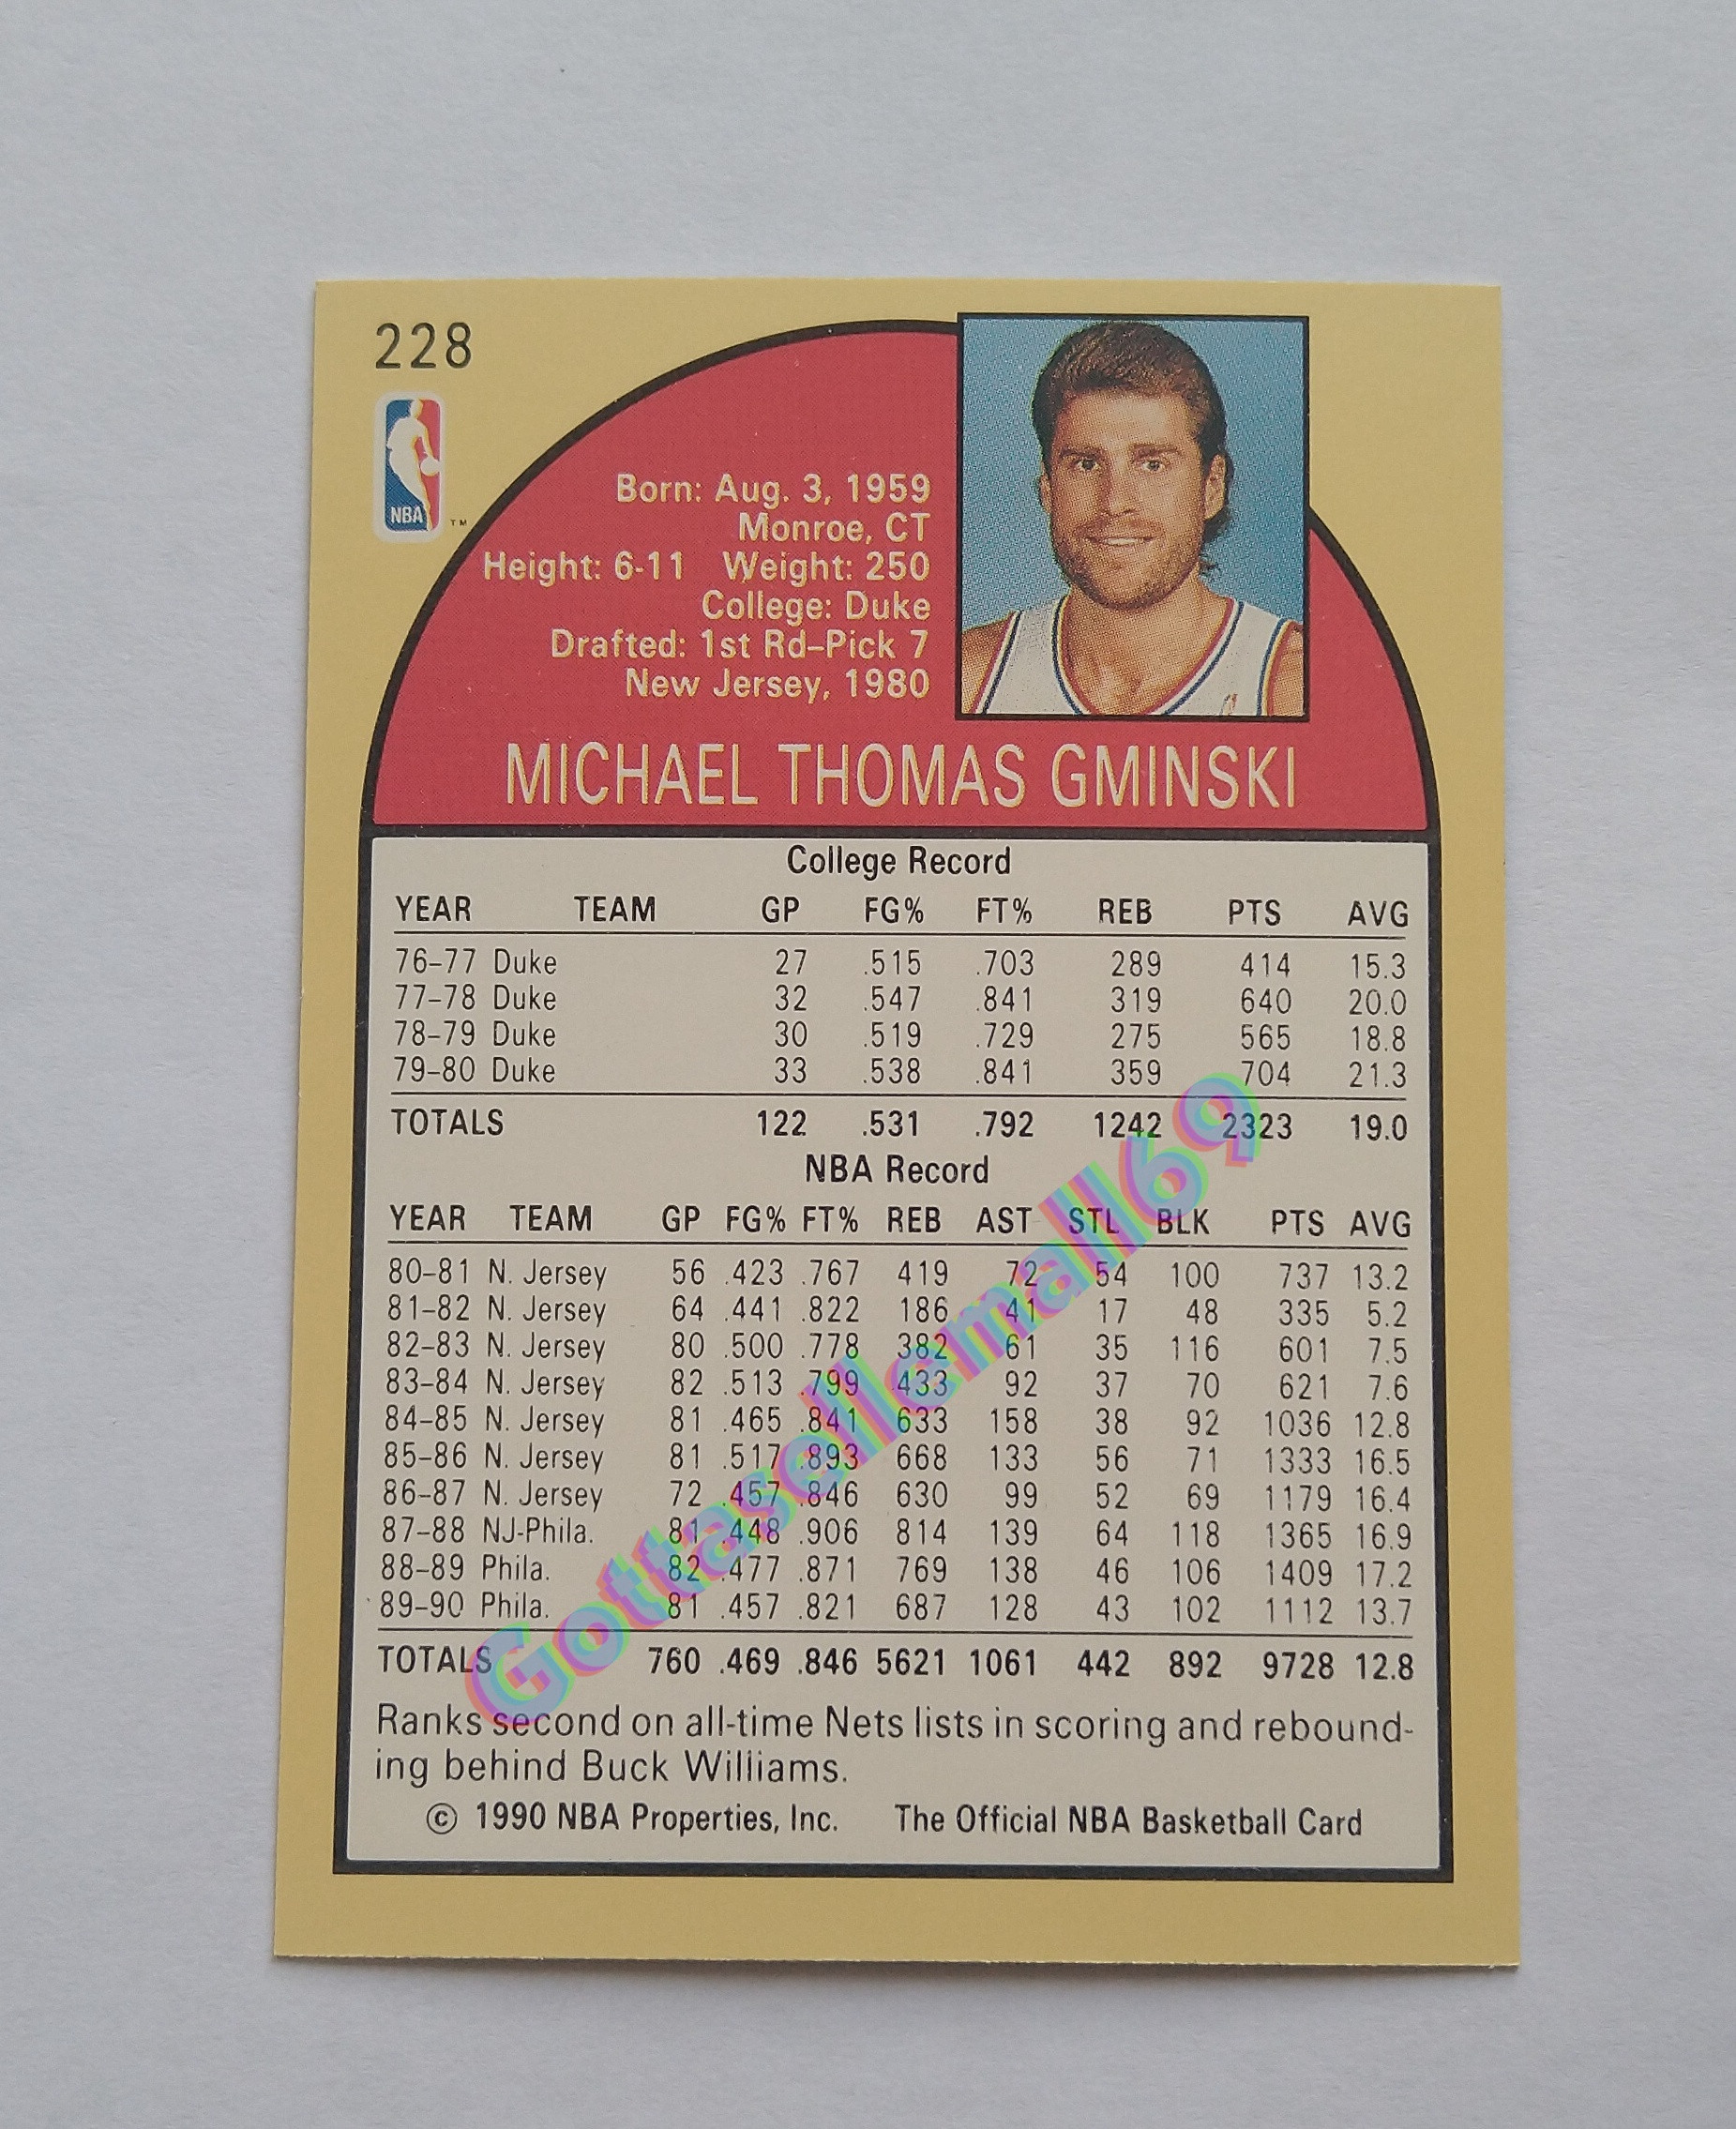 228
NBA
TM
Born: Aug. 3, 1959
Monroe, CT
Height: 6-11 Weight: 250
College: Duke
Drafted: 1st Rd-Pick 7
New Jersey, 1980
MICHAEL THOMAS GMINSKI
College Record
YEAR TEAM GP FG% FT% REB PTS AVG
76-77 Duke 27 .515 .703 289 414 15.3
77-78 Duke 32 .547 .841 319 640 20.0
78-79 Duke 30 .519 .729 275 565 18.8
79-80 Duke 33 .538 .841 359 704 21.3
TOTALS 122 .531 .792 1242 2323 19.0
NBA Record
YEAR TEAM GP FG% FT% REB AST STL BLK PTS AVG
80-81 N. Jersey 56 .423 .767 419 72 54 100 737 13.2
81-82 N. Jersey 64 .441 .822 186 41 17 48 335 5.2
82-83 N. Jersey 80 .500 .778 382 61 35 116 601 7.5
83-84 N. Jersey 82 .513 .799 433 92 37 70 621 7.6
84-85 N. Jersey 81 .465 .841 633 158 38 92 1036 12.8
85-86 N. Jersey 81 .517 .893 668 133 56 71 1333 16.5
86-87 N. Jersey 72 .457 .846 630 99 52 69 1179 16.4
87-88 NJ-Phila. 81 .448 .906 814 139 64 118 1365 16.9
88-89 Phila. 82 .477 .871 769 138 46 106 1409 17.2
89-90 Phila. 81 .457 .821 687 128 43 102 1112 13.7
TOTALS 760 .469 .846 5621 1061 442 892 9728 12.8
Ranks second on all-time Nets lists in scoring and rebound-
ing behind Buck Williams.
© 1990 NBA Properties, Inc. The Official NBA Basketball Card
Gottasellemall69